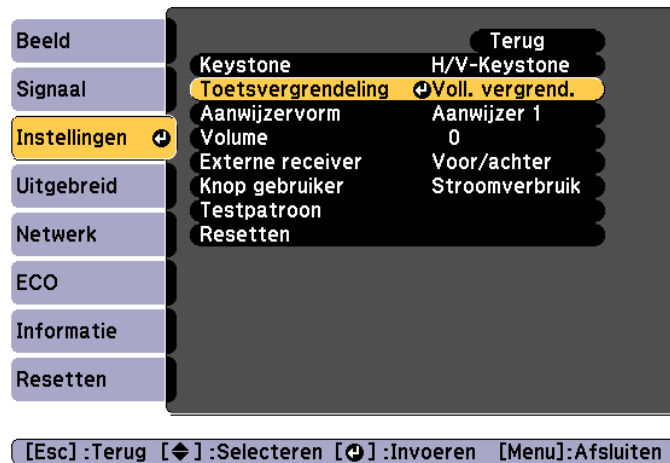 Beeld
Signaal
Instellingen
Uitgebreid
Netwerk
ECO
Informatie
Resetten
Terug
Keystone H/V-Keystone
Toetsvergrendeling Voll. vergrend.
Aanwijzervorm Aanwijzer 1
Volume 0
Externe receiver Voor/achter
Knop gebruiker Stroomverbruik
Testpatroon
Resetten
[Esc] :Terug [◆] :Selecteren [↵] :Invoeren [Menu]:Afsluiten